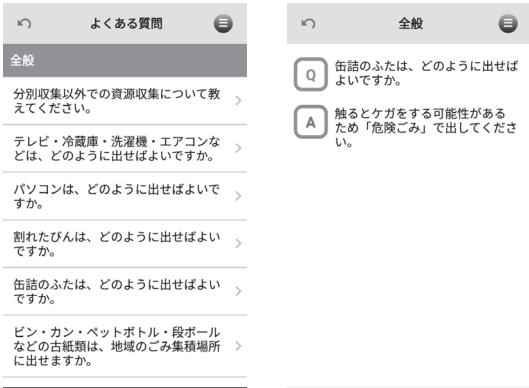 よくある質問
全般
分別収集以外での資源収集について教
えてください。
テレビ・冷蔵庫・洗濯機・エアコンな
どは、どのように出せばよいですか。
パソコンは、どのように出せばよいで
すか。
割れたびんは、どのように出せばよい
ですか。
缶詰のふたは、どのように出せばよい
ですか。
ビン・カン・ペットボトル・段ボール
などの古紙類は、地域のごみ集積場所
に出せますか。
全般
Q
缶詰のふたは、どのように出せば
よいですか。
A
触るとケガをする可能性がある
ため「危険ごみ」で出してくださ
い。